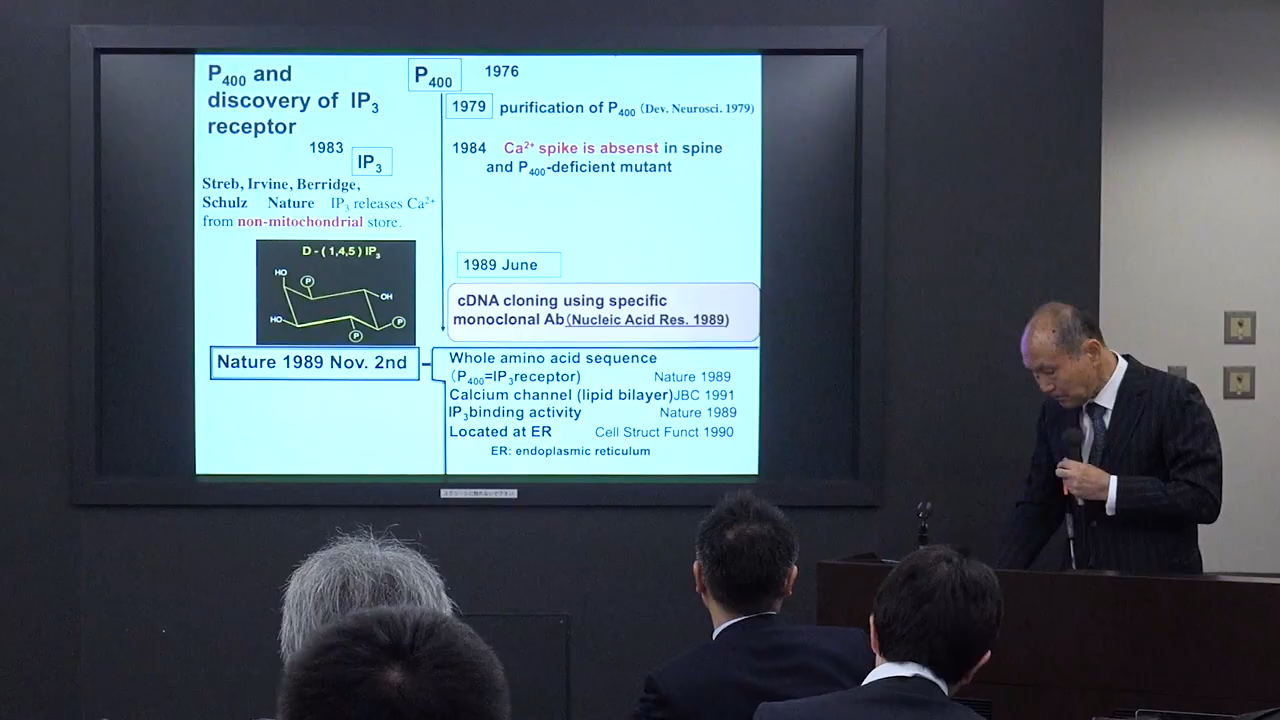 P400 and
discovery of IP3
receptor
P400 1976
1979 purification of P400 (Dev. Neurosci. 1979)
1983
IP3
1984 Ca2+ spike is absenst in spine
and P400-deficient mutant
Streb, Irvine, Berridge,
Schulz Nature IP3 releases Ca2+
from non-mitochondrial store.
D - ( 1,4,5 ) IP3
HO
P
OH
HO
P
P
1989 June
cDNA cloning using specific
monoclonal Ab(Nucleic Acid Res. 1989)
Nature 1989 Nov. 2nd
Whole amino acid sequence
(P400=IP3receptor) Nature 1989
Calcium channel (lipid bilayer)JBC 1991
IP3binding activity Nature 1989
Located at ER Cell Struct Funct 1990
ER: endoplasmic reticulum